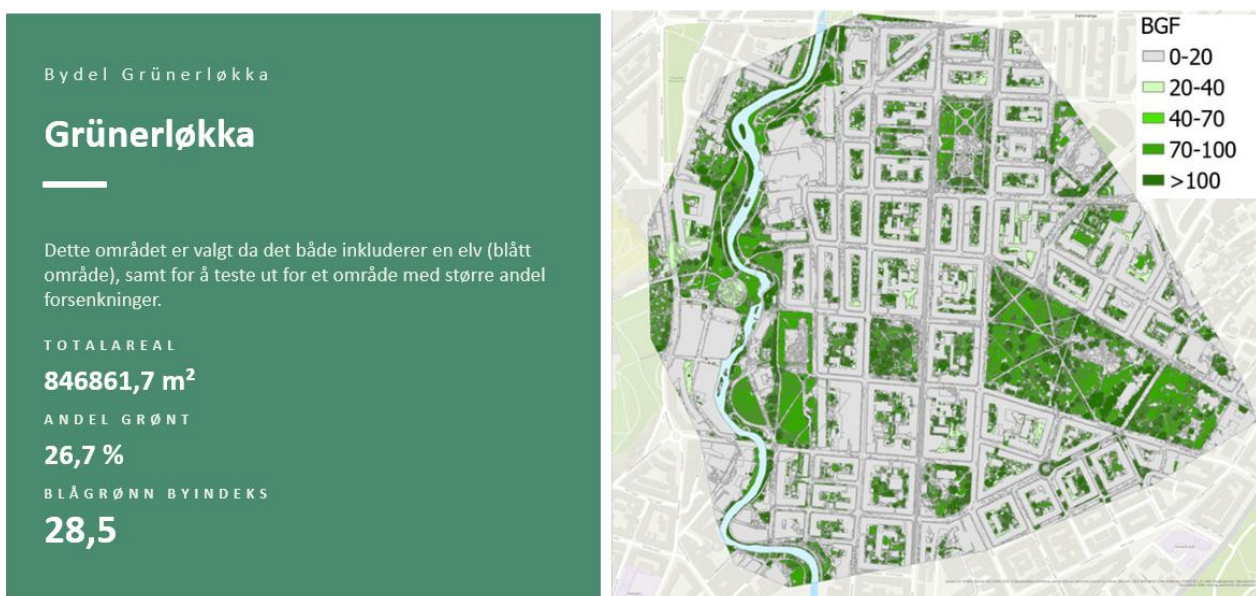 Bydel Grünerløkka
Grünerløkka
Dette området er valgt da det både inkluderer en elv (blått
område), samt for å teste ut for et område med større andel
forsenkninger.
TOTALAREAL
846861,7 m²
ANDEL GRØNT
26,7 %
BLÅGRØNN BYINDEKS
28,5
BGF
0-20
20-40
40-70
70-100
>100